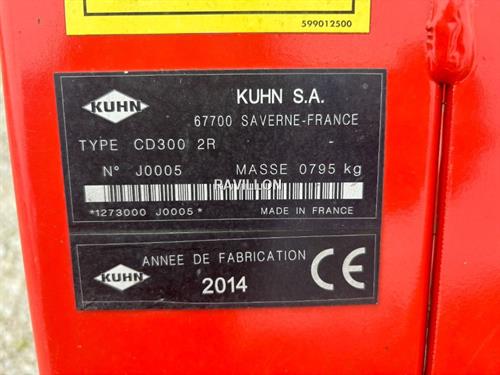 599012500
KUHN
KUHN S.A.
67700 SAVERNE-FRANCE
TYPE CD300 2R
N° J0005 MASSE 0795 kg
RAVILLON
*1273000 J0005* MADE IN FRANCE
KUHN
ANNEE DE FABRICATION
2014
CE